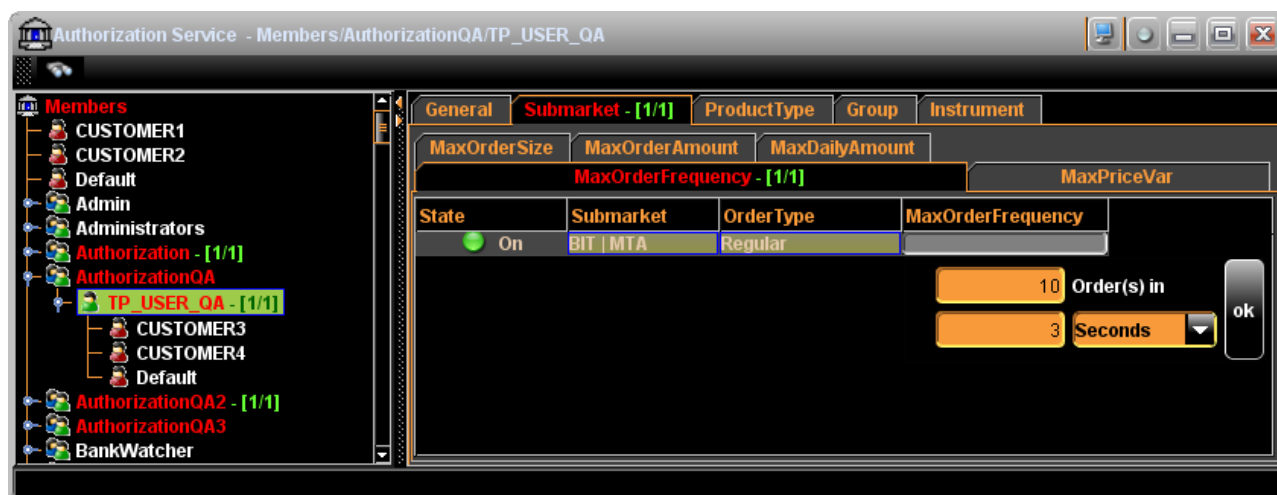 Authorization Service - Members/AuthorizationQA/TP_USER_QA
Members
CUSTOMER1
CUSTOMER2
Default
Admin
Administrators
Authorization - [1/1]
AuthorizationQA
TP_USER_QA - [1/1]
CUSTOMER3
CUSTOMER4
Default
AuthorizationQA2 - [1/1]
AuthorizationQA3
BankWatcher
General Submarket - [1/1] ProductType Group Instrument
MaxOrderSize MaxOrderAmount MaxDailyAmount
MaxOrderFrequency - [1/1] MaxPriceVar
State Submarket OrderType MaxOrderFrequency
On BIT | MTA Regular
10 Order(s) in
3 Seconds
ok